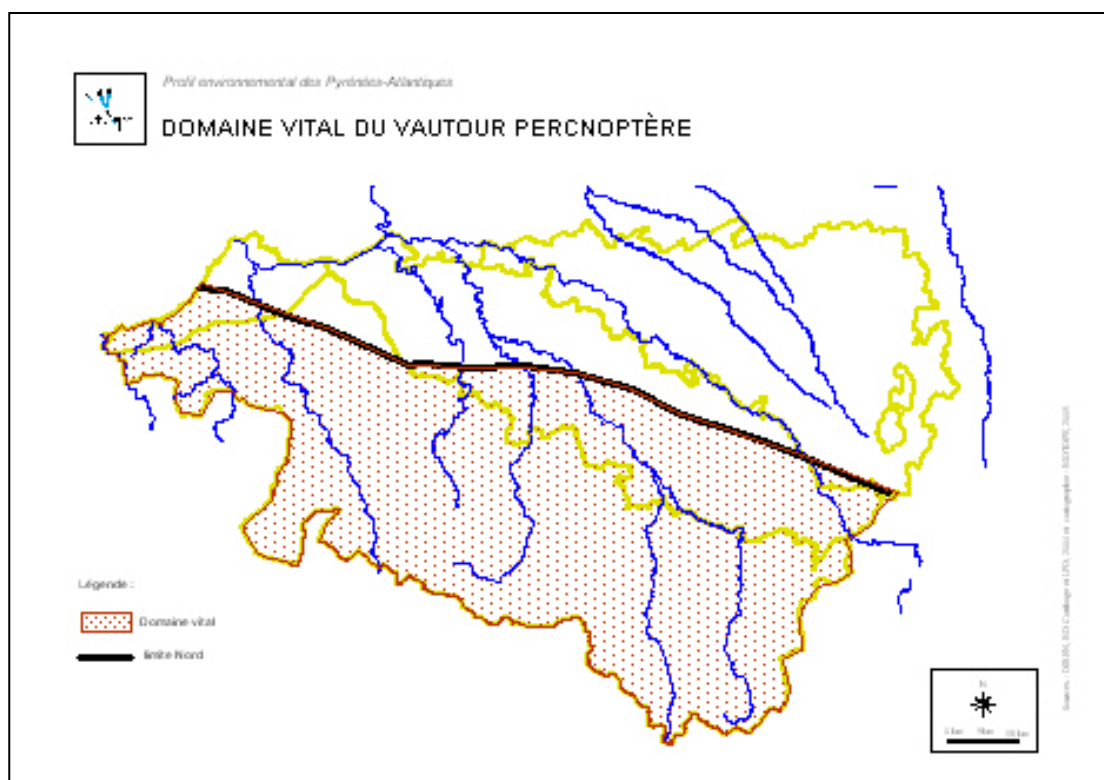 Profil environnemental des Pyrénées-Atlantiques
DOMAINE VITAL DU VAUTOUR PERCNOPTÈRE
Légende :
Domaine vital
limite Nord
N